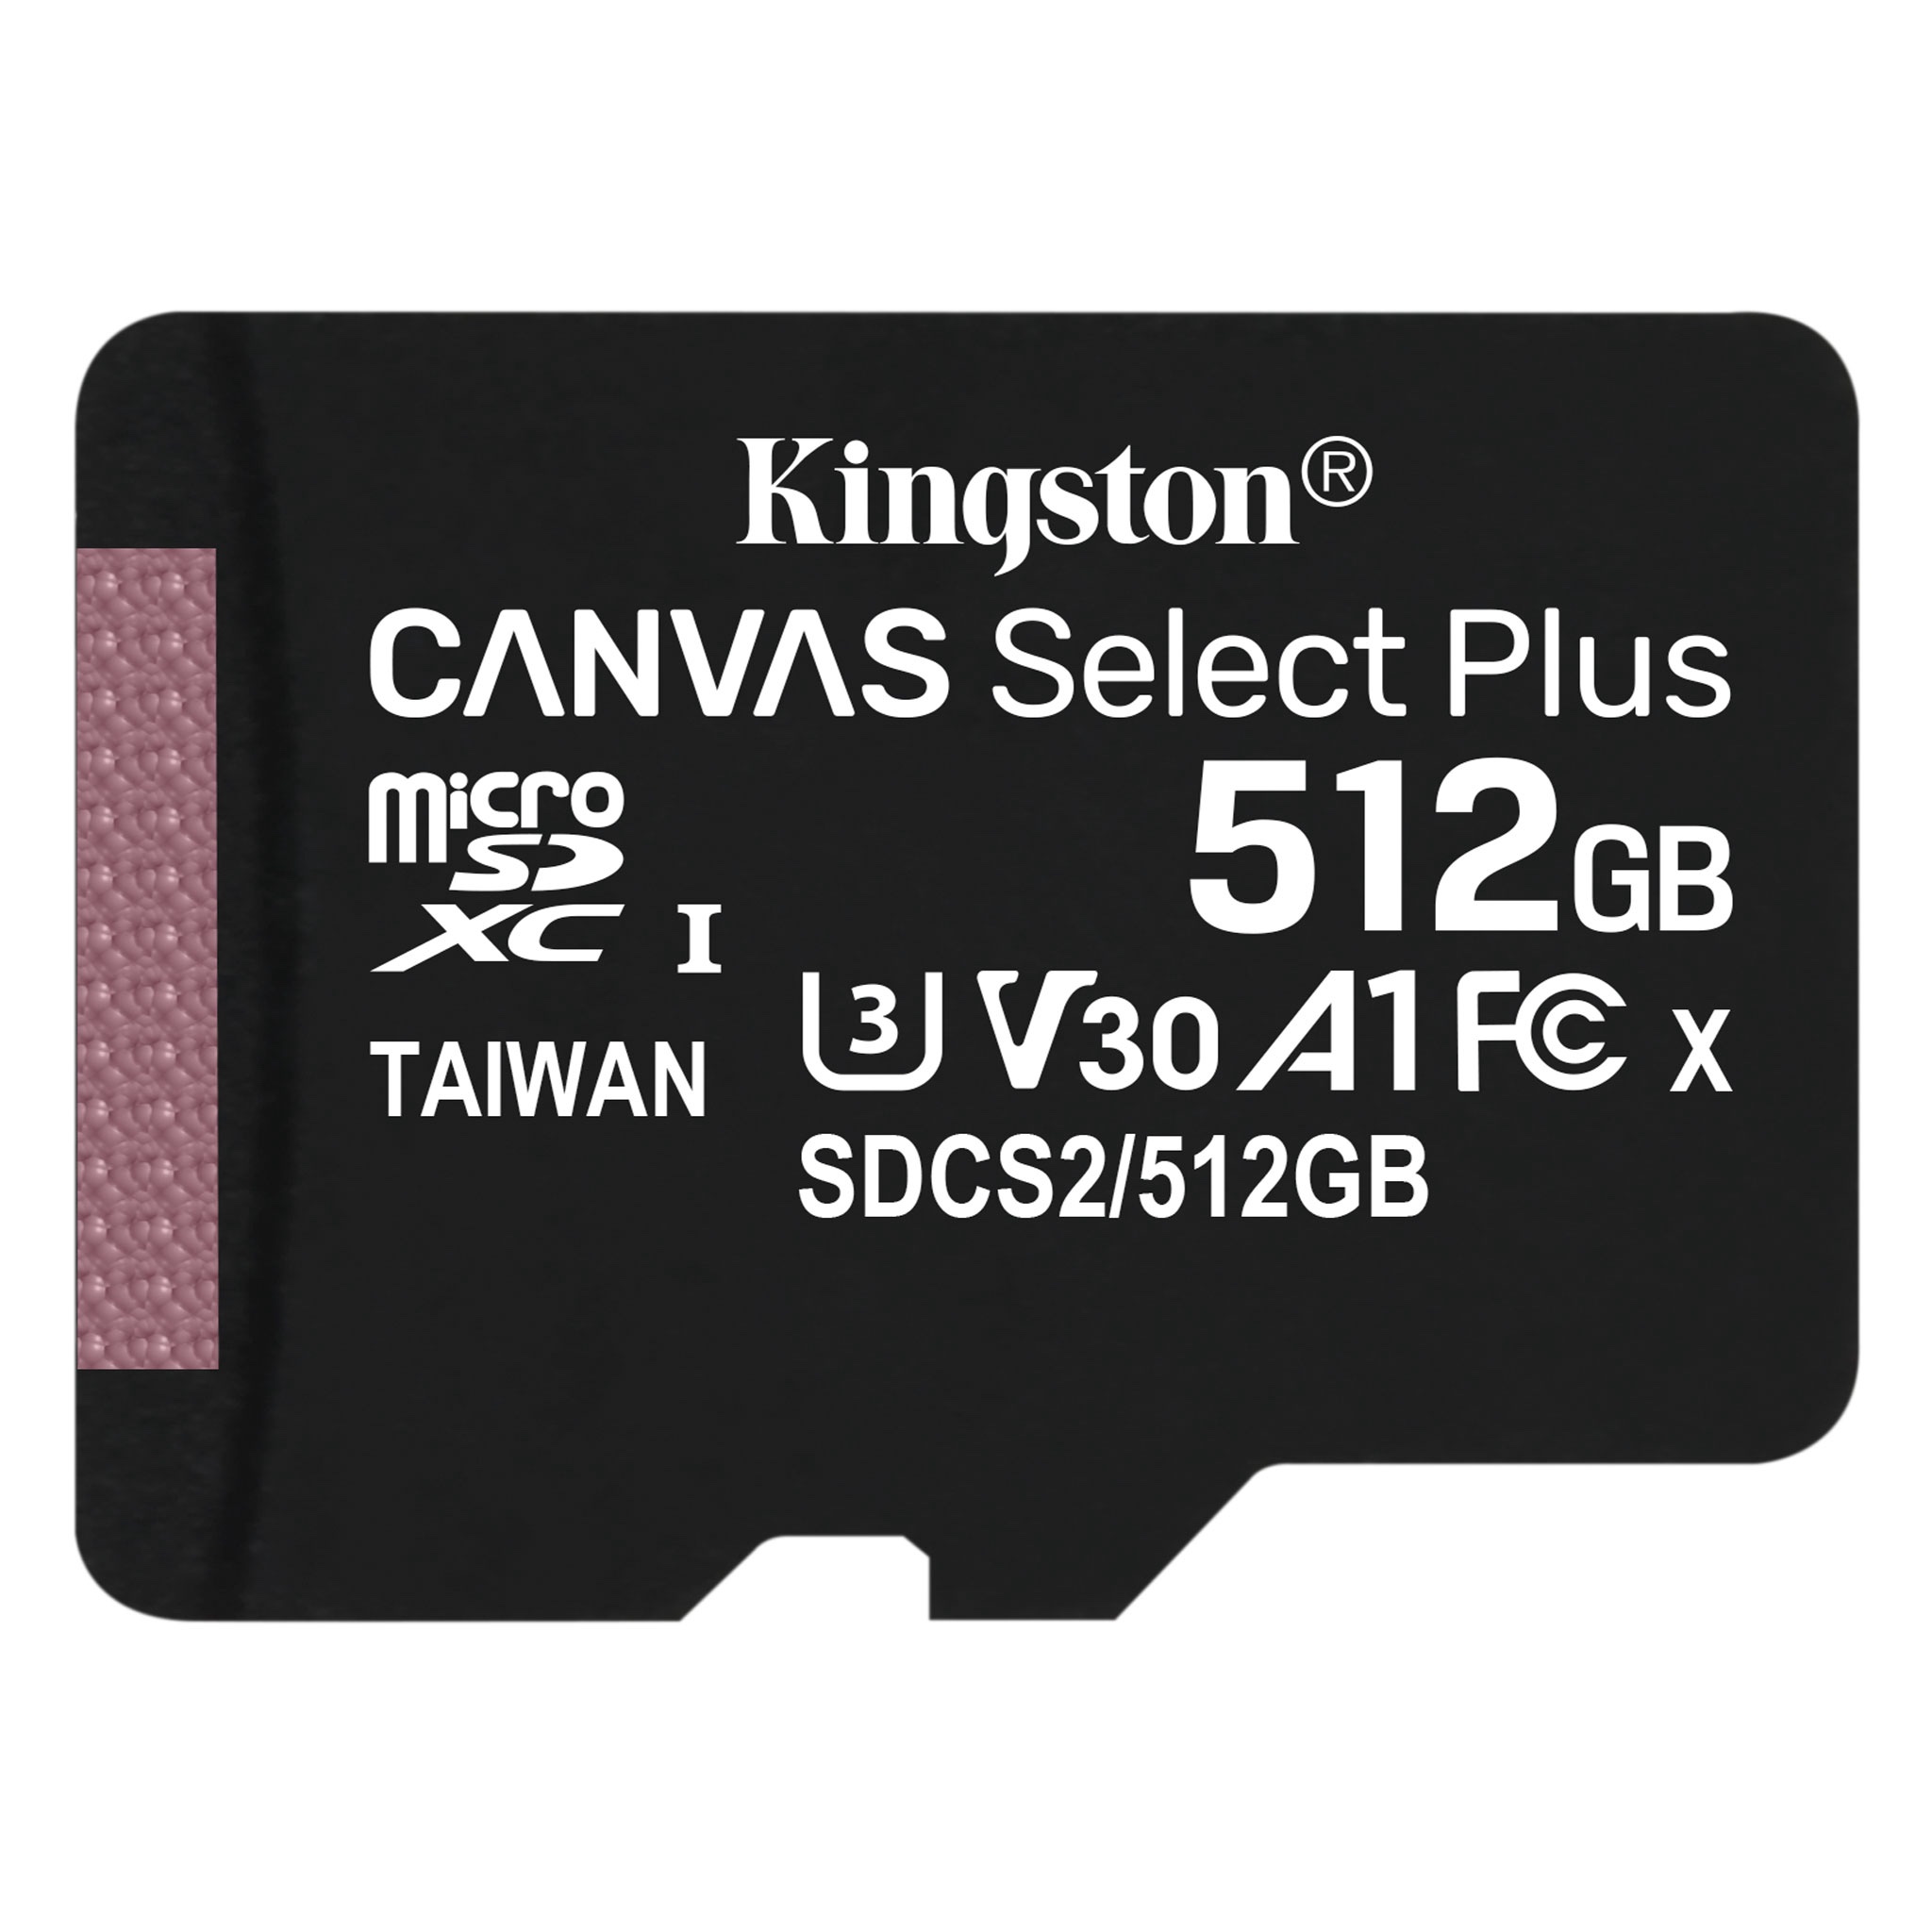 Kingston®
CANVAS Select Plus
micro
SD
XC I
512GB
U3 V30 A1 FC X
TAIWAN
SDCS2/512GB